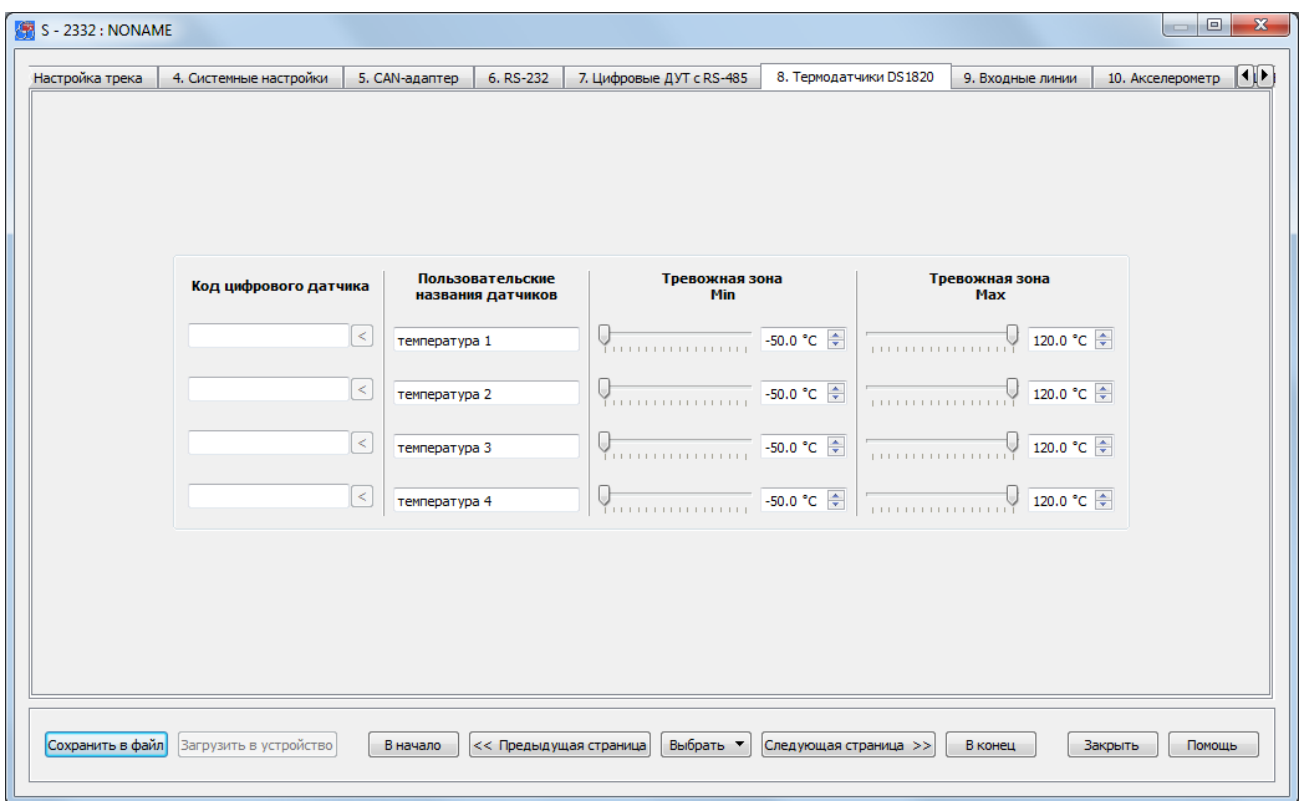 S - 2332 : NONAME
Настройка трека
4. Системные настройки
5. CAN-адаптер
6. RS-232
7. Цифровые ДУТ с RS-485
8. Термодатчики DS1820
9. Входные линии
10. Акселерометр
Код цифрового датчика
Пользовательские
названия датчиков
Тревожная зона
Min
Тревожная зона
Max
<
температура 1
-50.0 °C
120.0 °C
<
температура 2
-50.0 °C
120.0 °C
<
температура 3
-50.0 °C
120.0 °C
<
температура 4
-50.0 °C
120.0 °C
Сохранить в файл
Загрузить в устройство
В начало
<< Предыдущая страница
Выбрать
Следующая страница >>
В конец
Закрыть
Помощь